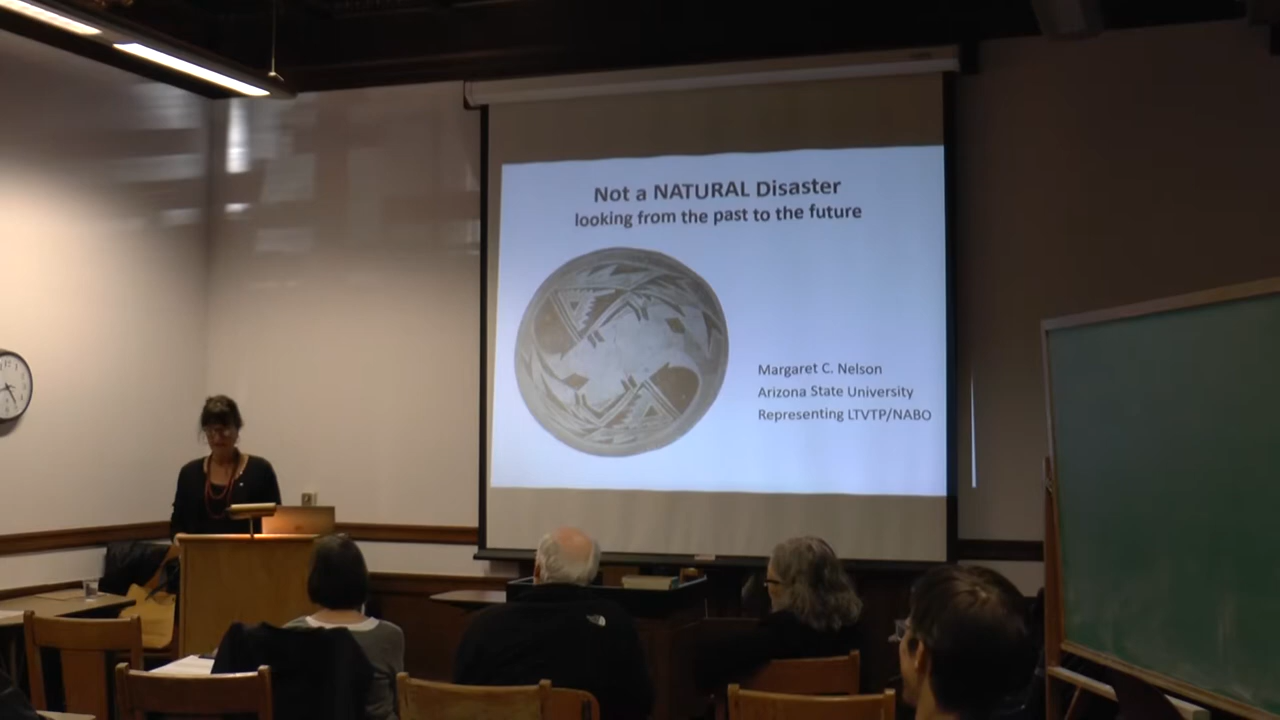 Not a NATURAL Disaster
looking from the past to the future
Margaret C. Nelson
Arizona State University
Representing LTVTP/NABO